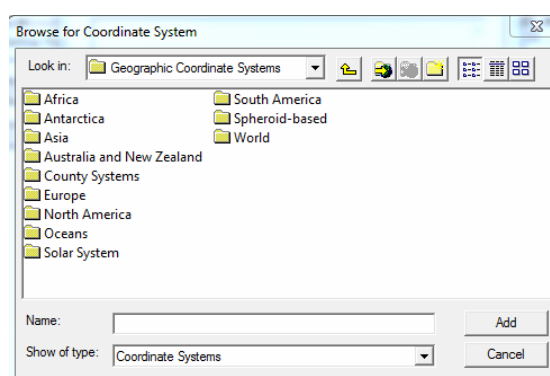 Browse for Coordinate System
Look in: Geographic Coordinate Systems
Africa
Antarctica
Asia
Australia and New Zealand
County Systems
Europe
North America
Oceans
Solar System
South America
Spheroid-based
World
Name:
Add
Show of type: Coordinate Systems
Cancel